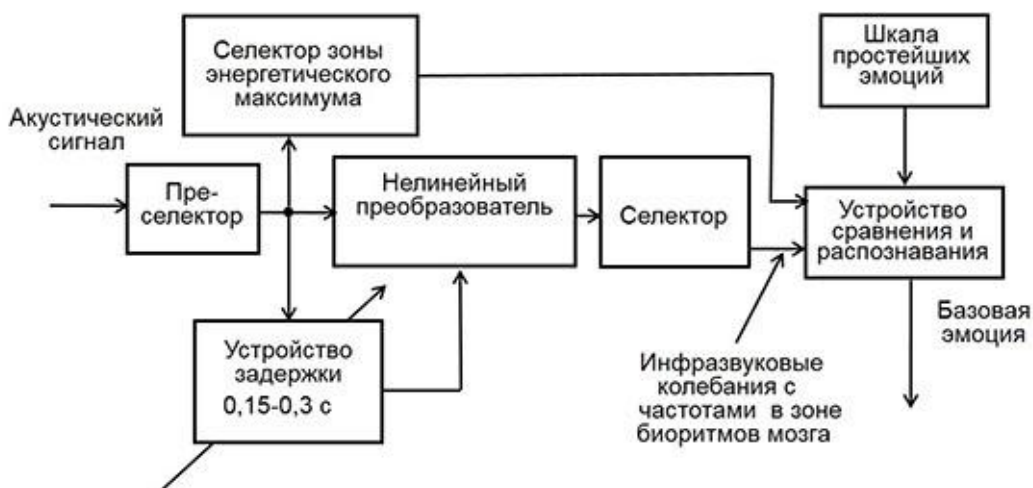 Селектор зоны
энергетического
максимума
Шкала
простейших
эмоций
Акустический
сигнал
Пре-
селектор
Нелинейный
преобразователь
Селектор
Устройство
сравнения и
распознавания
Устройство
задержки
0,15-0,3 с
Инфразвуковые
колебания с
частотами в зоне
биоритмов мозга
Базовая
эмоция